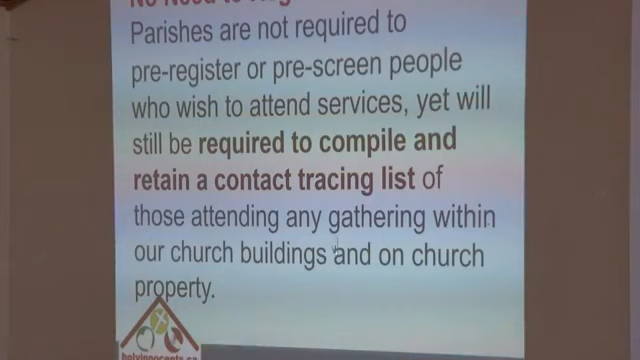 No Need to
Parishes are not required to
pre-register or pre-screen people
who wish to attend services, yet will
still be required to compile and
retain a contact tracing list of
those attending any gathering within
our church buildings and on church
property.
holyinnocents.ca